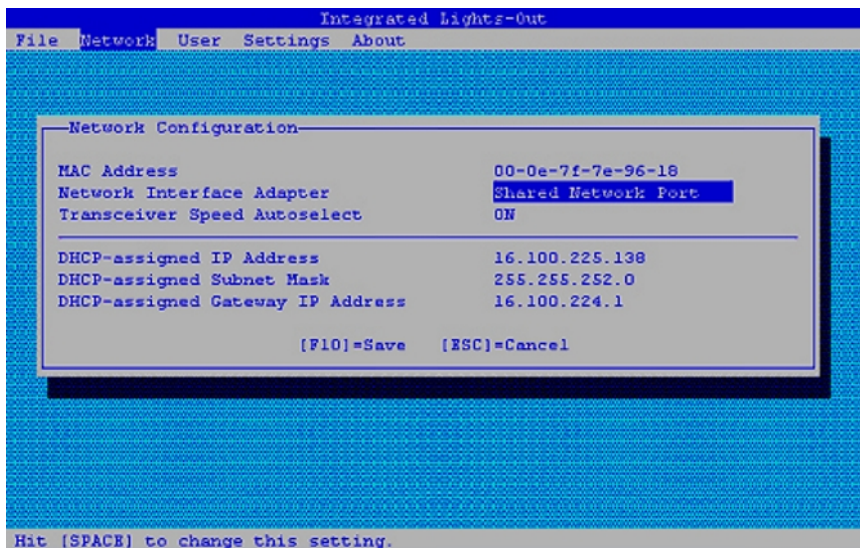 Integrated Lights-Out
File Network User Settings About
Network Configuration
MAC Address 00-0e-7f-7e-96-18
Network Interface Adapter Shared Network Port
Transceiver Speed Autoselect ON
DHCP-assigned IP Address 16.100.225.138
DHCP-assigned Subnet Mask 255.255.252.0
DHCP-assigned Gateway IP Address 16.100.224.1
[F10]=Save [ESC]=Cancel
Hit [SPACE] to change this setting.